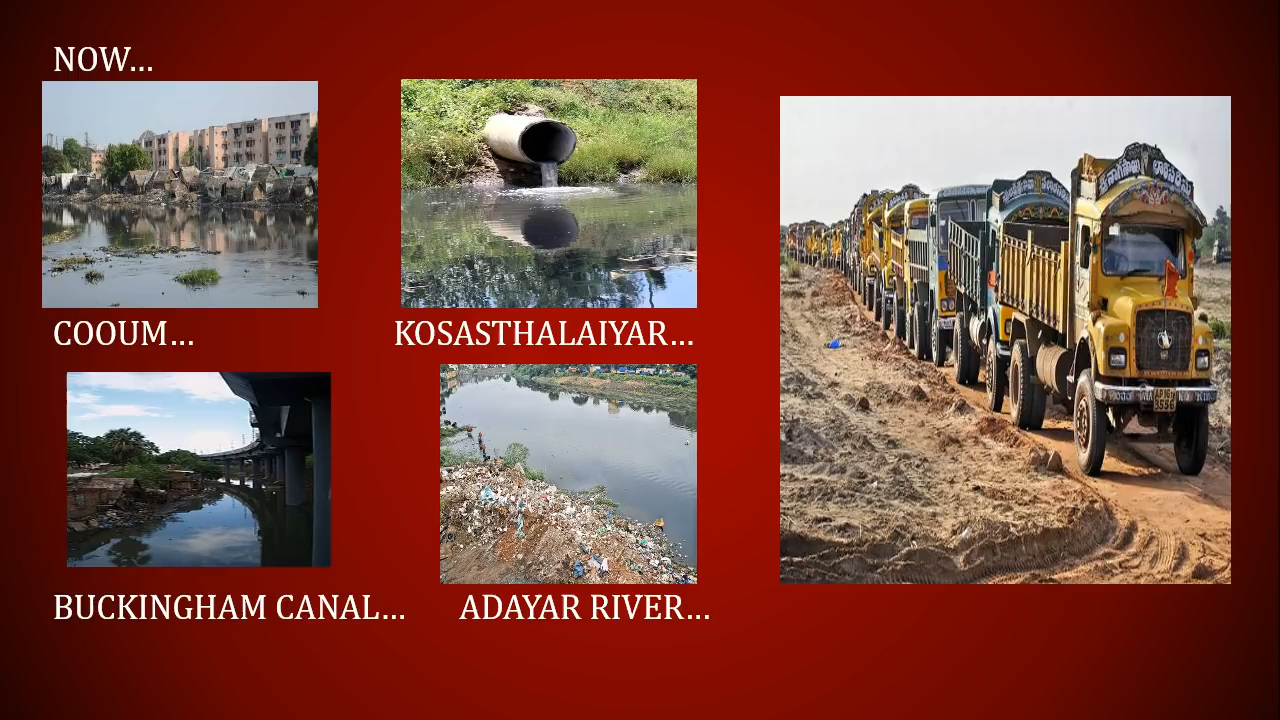 NOW...
COOUM...
KOSASTHALAIYAR...
BUCKINGHAM CANAL...
ADAYAR RIVER...